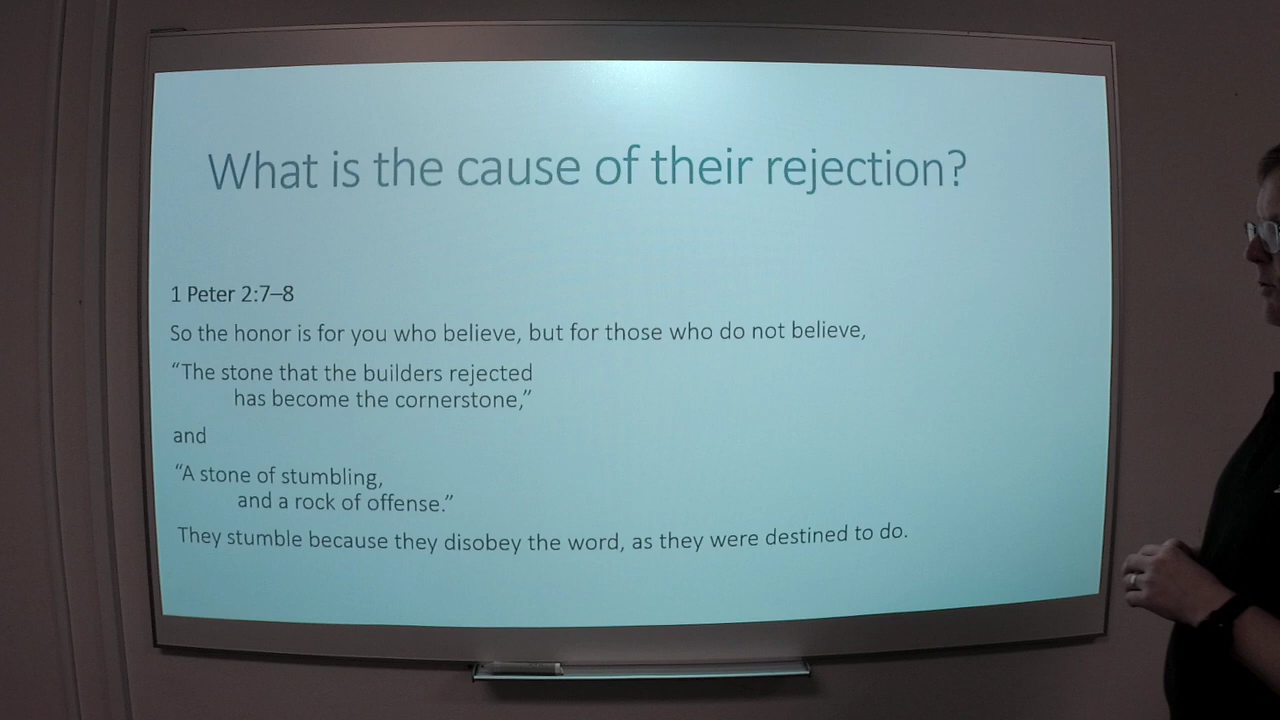 What is the cause of their rejection?
1 Peter 2:7–8
So the honor is for you who believe, but for those who do not believe,
“The stone that the builders rejected
has become the cornerstone,”
and
“A stone of stumbling,
and a rock of offense.”
They stumble because they disobey the word, as they were destined to do.